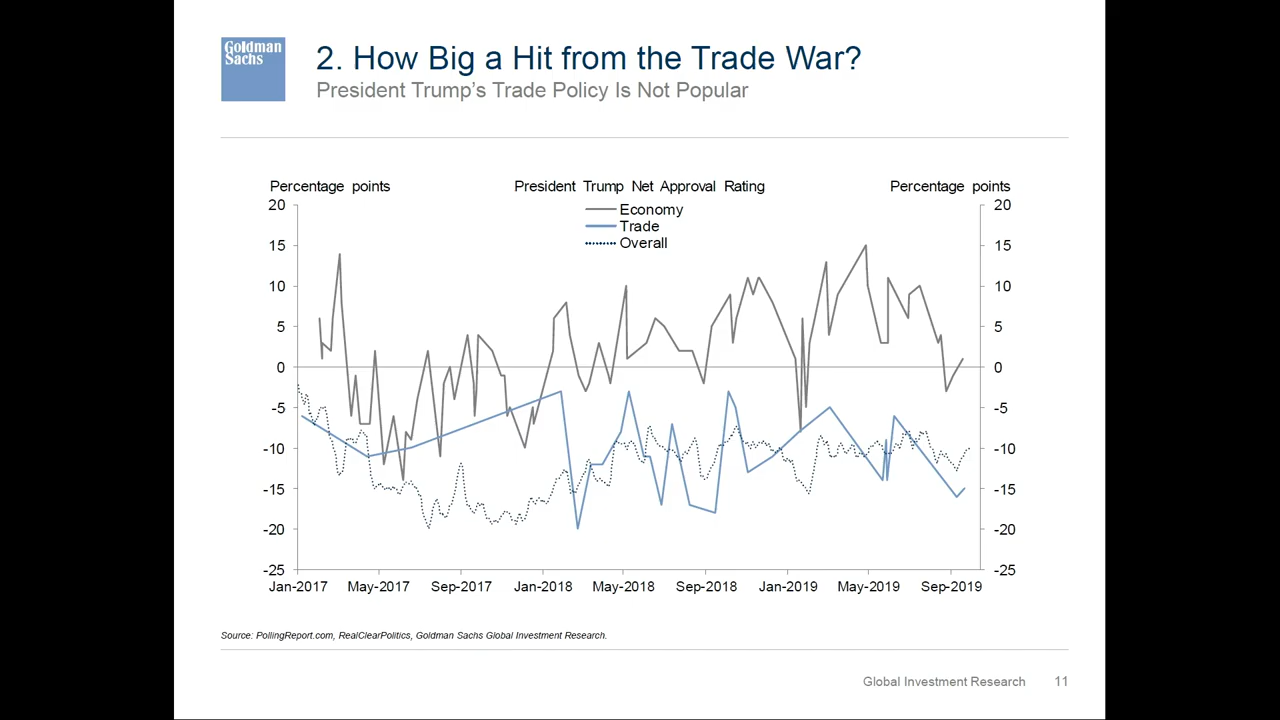 Goldman
Sachs
2. How Big a Hit from the Trade War?
President Trump's Trade Policy Is Not Popular
Percentage points
President Trump Net Approval Rating
Percentage points
Economy
Trade
Overall
20
15
10
5
0
-5
-10
-15
-20
-25
20
15
10
5
0
-5
-10
-15
-20
-25
Jan-2017 May-2017 Sep-2017 Jan-2018 May-2018 Sep-2018 Jan-2019 May-2019 Sep-2019
Source: PollingReport.com, RealClearPolitics, Goldman Sachs Global Investment Research.
Global Investment Research 11